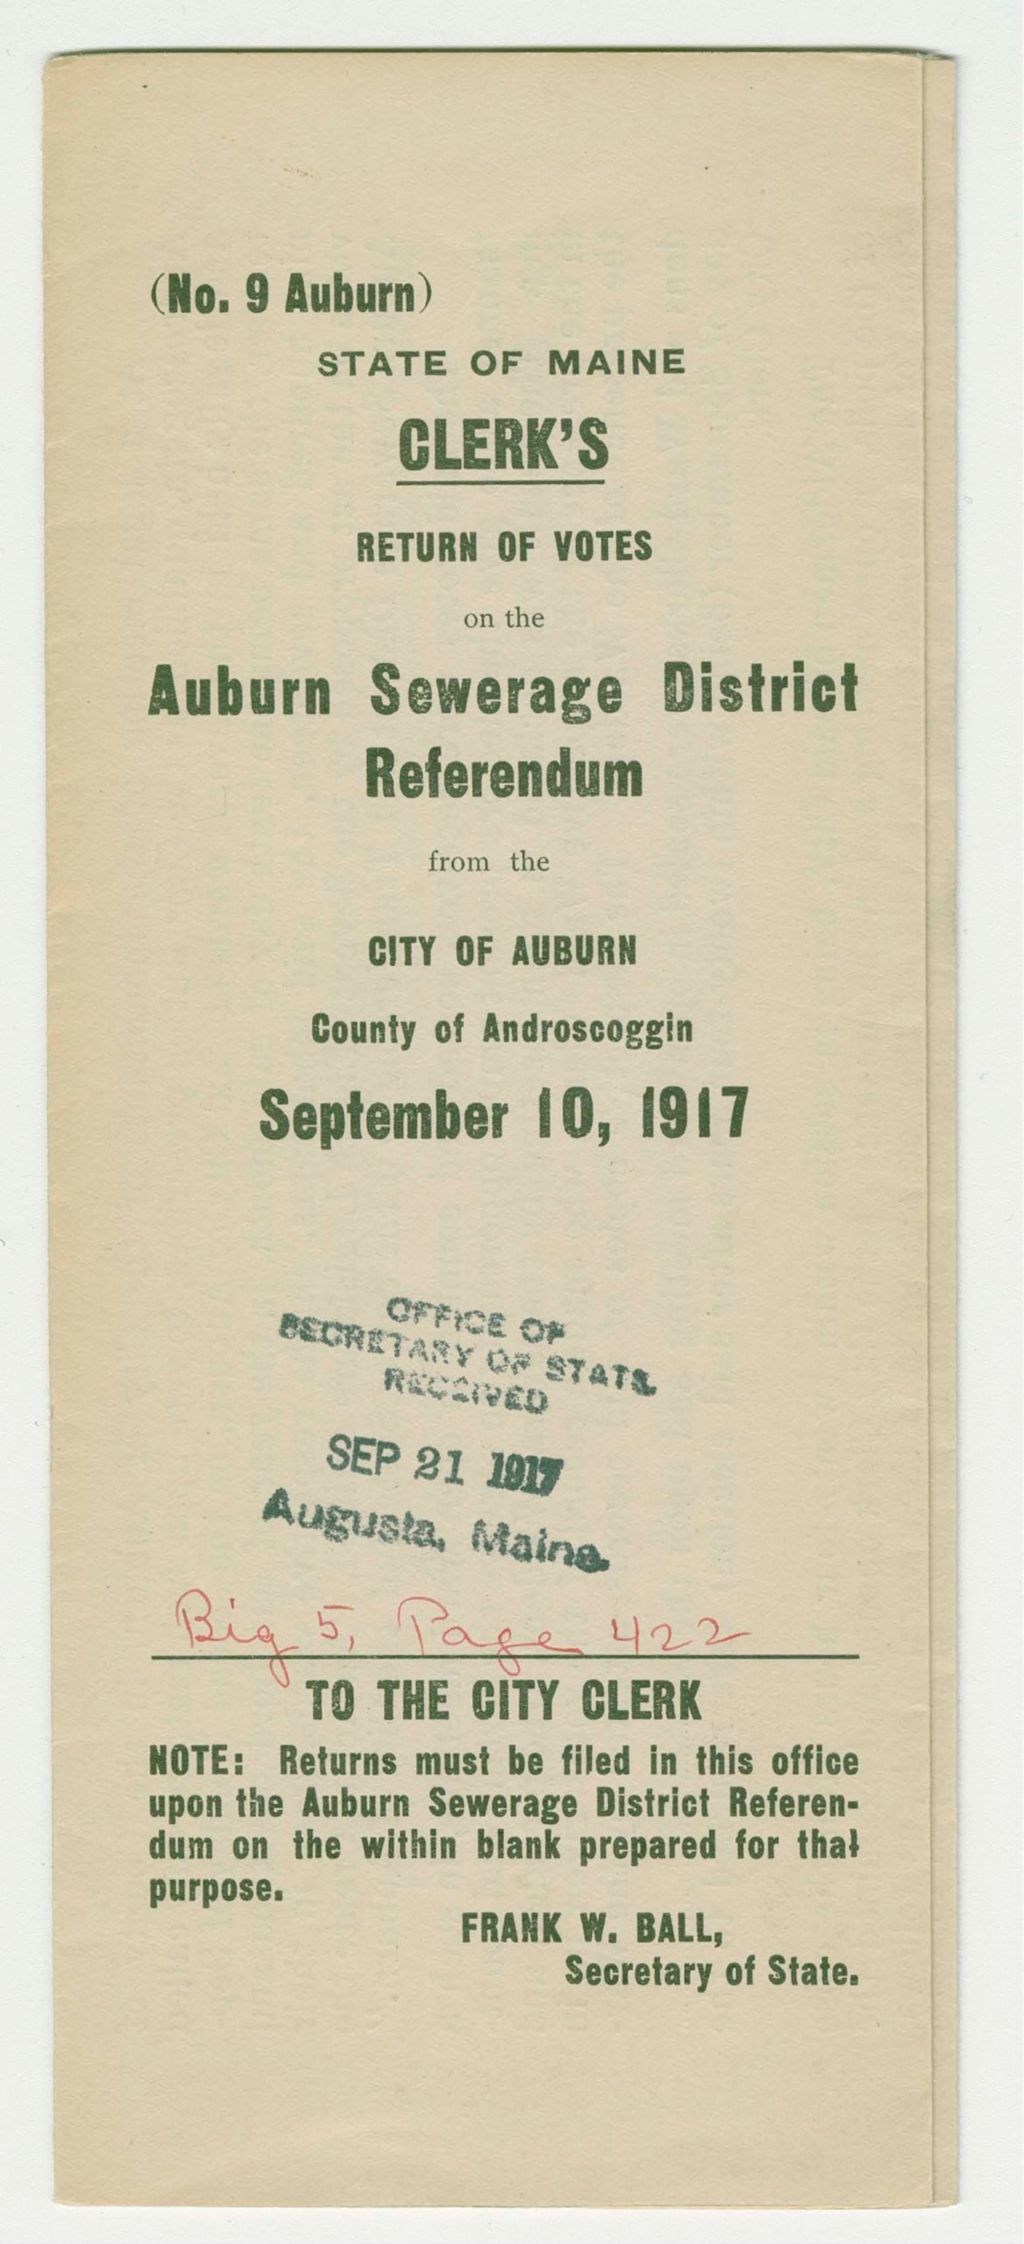 (No. 9 Auburn)
STATE OF MAINE
CLERK'S
RETURN OF VOTES
on the
Auburn Sewerage District
Referendum
from the
CITY OF AUBURN
County of Androscoggin
September 10, 1917
OFFICE OF
SECRETARY OF STATE
RECEIVED
SEP 21 1917
Augusta, Maine.
Big 5, Page 422
TO THE CITY CLERK
NOTE: Returns must be filed in this office
upon the Auburn Sewerage District Referen-
dum on the within blank prepared for that
purpose.
FRANK W. BALL,
Secretary of State.